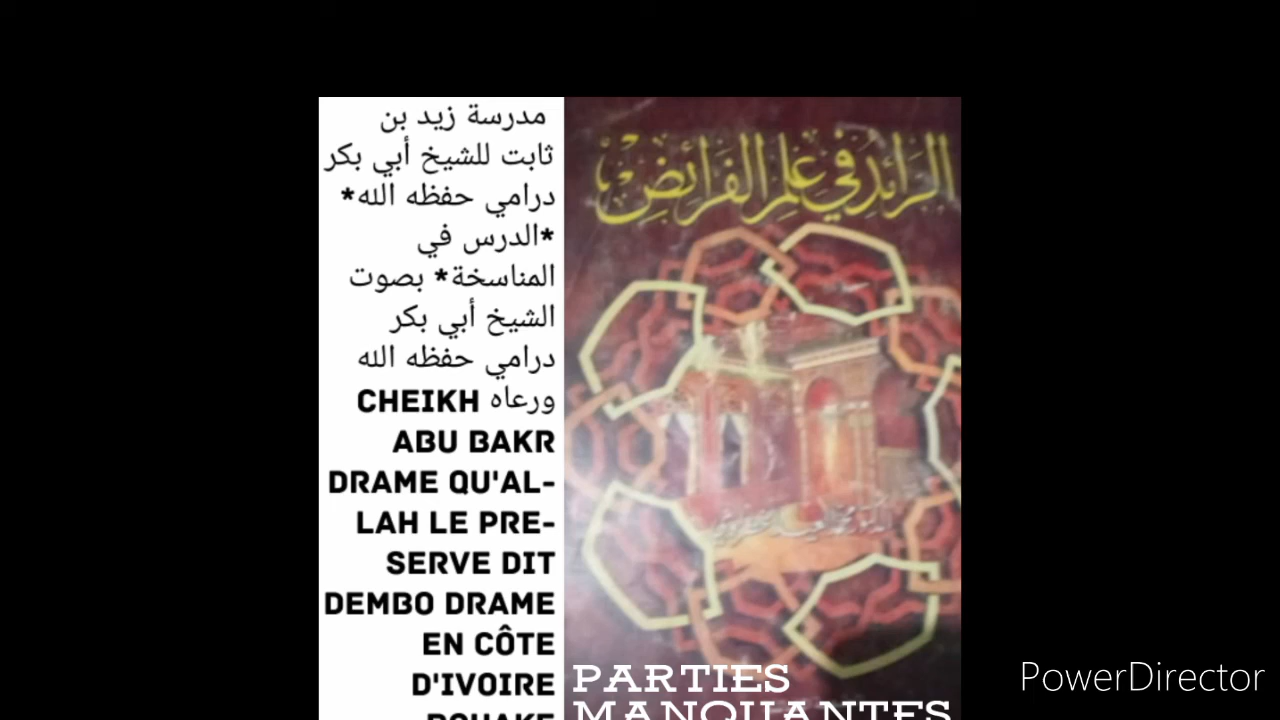 مدرسة زيد بن
ثابت للشيخ أبي بكر
درامي حفظه الله*
*الدرس في
المناسخة* بصوت
الشيخ أبي بكر
درامي حفظه الله
ورعاه CHEIKH
ABU BAKR
DRAME QU'AL-
LAH LE PRE-
SERVE DIT
DEMBO DRAME
EN CÔTE
D'IVOIRE
BOUAKE
الرائد في علم الفرائض
PARTIES
MANQUANTES
PowerDirector